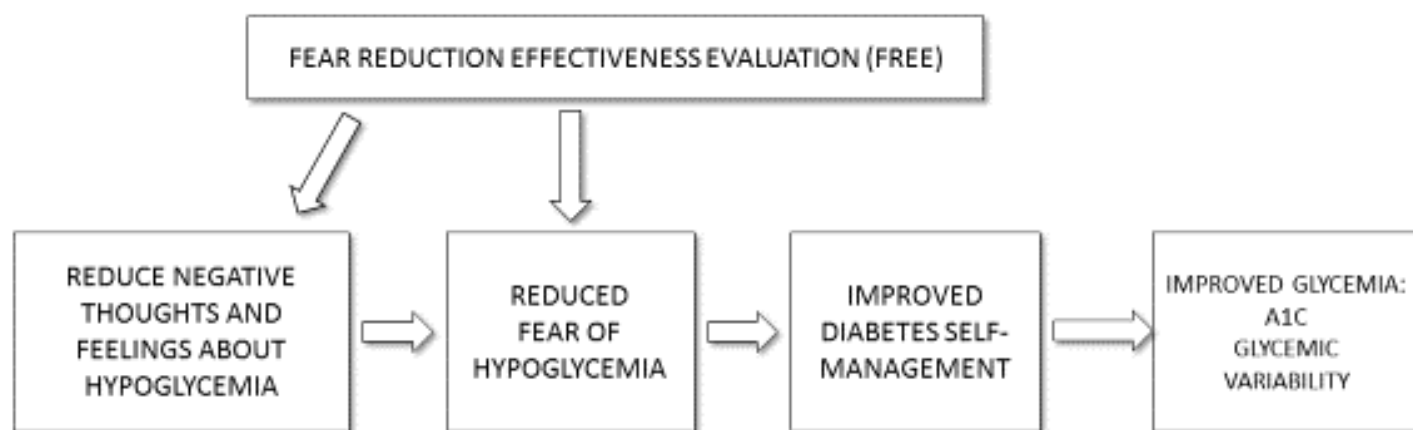 FEAR REDUCTION EFFECTIVENESS EVALUATION (FREE)
REDUCE NEGATIVE
THOUGHTS AND
FEELINGS ABOUT
HYPOGLYCEMIA
REDUCED
FEAR OF
HYPOGLYCEMIA
IMPROVED
DIABETES SELF-
MANAGEMENT
IMPROVED GLYCEMIA:
A1C
GLYCEMIC
VARIABILITY